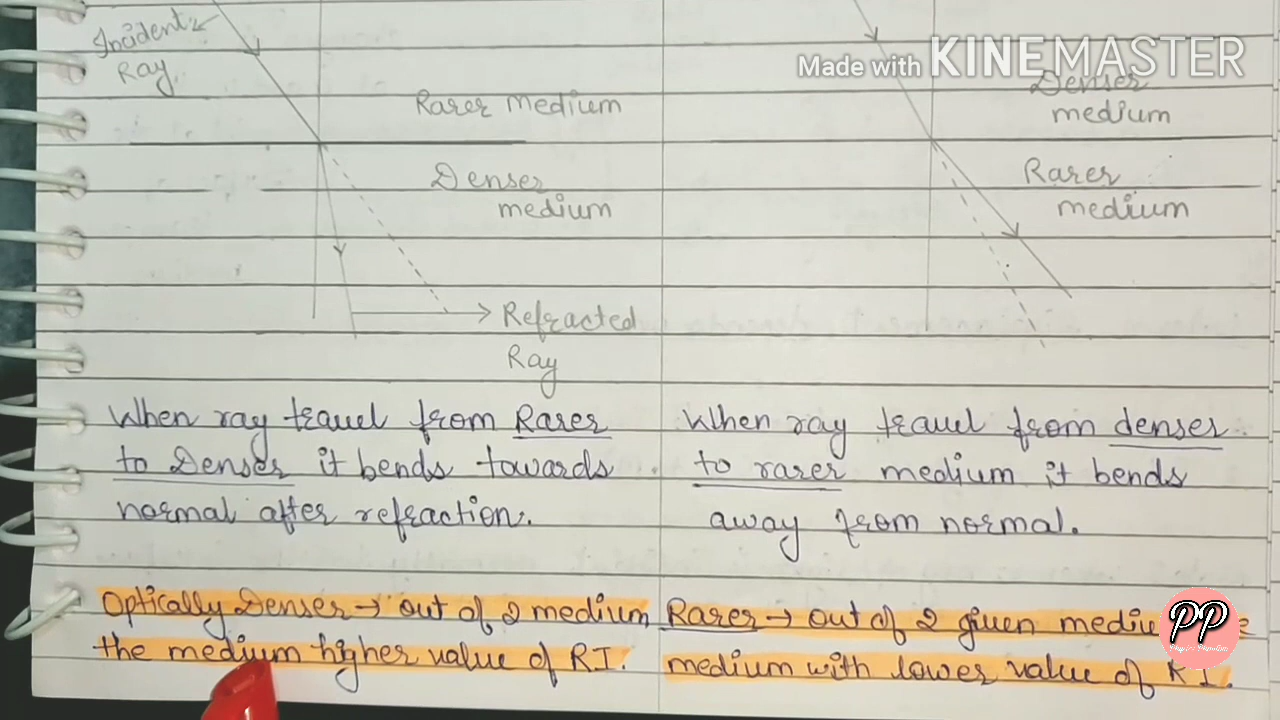 Incident
Ray
Made with KINEMASTER
Rarer medium
Denser
medium
Denser
medium
Rarer
medium
Refracted
Ray
When ray travel from Rarer
to Denser it bends towards
normal after refraction.
When ray travel from denser
to rarer medium it bends
away from normal.
Optically Denser → out of 2 medium
the medium higher value of RI.
Rarer → out of 2 given
medium with lower value of RI.
PP